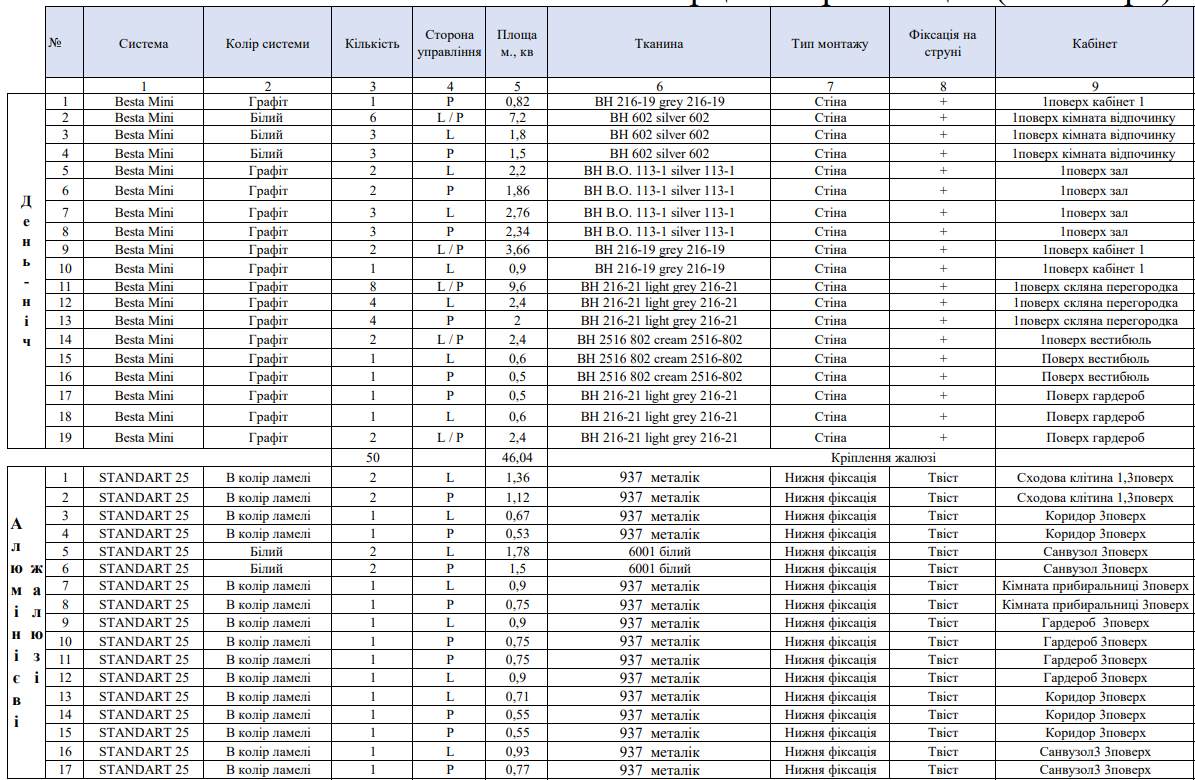 № Система Колір системи Кількість Сторона управління Площа м., кв Тканина Тип монтажу Фіксація на струні Кабінет
1 2 3 4 5 6 7 8 9
День-ніч
1 Besta Mini Графіт 1 P 0,82 BH 216-19 grey 216-19 Стіна + 1поверх кабінет 1
2 Besta Mini Білий 6 L / P 7,2 BH 602 silver 602 Стіна + 1поверх кімната відпочинку
3 Besta Mini Білий 3 L 1,8 BH 602 silver 602 Стіна + 1поверх кімната відпочинку
4 Besta Mini Білий 3 P 1,5 BH 602 silver 602 Стіна + 1поверх кімната відпочинку
5 Besta Mini Графіт 2 L 2,2 BH B.O. 113-1 silver 113-1 Стіна + 1поверх зал
6 Besta Mini Графіт 2 P 1,86 BH B.O. 113-1 silver 113-1 Стіна + 1поверх зал
7 Besta Mini Графіт 3 L 2,76 BH B.O. 113-1 silver 113-1 Стіна + 1поверх зал
8 Besta Mini Графіт 3 P 2,34 BH B.O. 113-1 silver 113-1 Стіна + 1поверх зал
9 Besta Mini Графіт 2 L / P 3,66 BH 216-19 grey 216-19 Стіна + 1поверх кабінет 1
10 Besta Mini Графіт 1 L 0,9 BH 216-19 grey 216-19 Стіна + 1поверх кабінет 1
11 Besta Mini Графіт 8 L / P 9,6 BH 216-21 light grey 216-21 Стіна + 1поверх скляна перегородка
12 Besta Mini Графіт 4 L 2,4 BH 216-21 light grey 216-21 Стіна + 1поверх скляна перегородка
13 Besta Mini Графіт 4 P 2 BH 216-21 light grey 216-21 Стіна + 1поверх скляна перегородка
14 Besta Mini Графіт 2 L / P 2,4 BH 2516 802 cream 2516-802 Стіна + 1поверх вестибюль
15 Besta Mini Графіт 1 L 0,6 BH 2516 802 cream 2516-802 Стіна + Поверх вестибюль
16 Besta Mini Графіт 1 P 0,5 BH 2516 802 cream 2516-802 Стіна + Поверх вестибюль
17 Besta Mini Графіт 1 P 0,5 BH 216-21 light grey 216-21 Стіна + Поверх гардероб
18 Besta Mini Графіт 1 L 0,6 BH 216-21 light grey 216-21 Стіна + Поверх гардероб
19 Besta Mini Графіт 2 L / P 2,4 BH 216-21 light grey 216-21 Стіна + Поверх гардероб
50 46,04 Кріплення жалюзі
Алюмінієві жалюзі
1 STANDART 25 В колір ламелі 2 L 1,36 937 металік Нижня фіксація Твіст Сходова клітина 1,3поверх
2 STANDART 25 В колір ламелі 2 P 1,12 937 металік Нижня фіксація Твіст Сходова клітина 1,3поверх
3 STANDART 25 В колір ламелі 1 L 0,67 937 металік Нижня фіксація Твіст Коридор 3поверх
4 STANDART 25 В колір ламелі 1 P 0,53 937 металік Нижня фіксація Твіст Коридор 3поверх
5 STANDART 25 Білий 2 L 1,78 6001 білий Нижня фіксація Твіст Санвузол 3поверх
6 STANDART 25 Білий 2 P 1,5 6001 білий Нижня фіксація Твіст Санвузол 3поверх
7 STANDART 25 В колір ламелі 1 L 0,9 937 металік Нижня фіксація Твіст Кімната прибиральниці 3поверх
8 STANDART 25 В колір ламелі 1 P 0,75 937 металік Нижня фіксація Твіст Кімната прибиральниці 3поверх
9 STANDART 25 В колір ламелі 1 L 0,9 937 металік Нижня фіксація Твіст Гардероб 3поверх
10 STANDART 25 В колір ламелі 1 P 0,75 937 металік Нижня фіксація Твіст Гардероб 3поверх
11 STANDART 25 В колір ламелі 1 P 0,75 937 металік Нижня фіксація Твіст Гардероб 3поверх
12 STANDART 25 В колір ламелі 1 L 0,9 937 металік Нижня фіксація Твіст Гардероб 3поверх
13 STANDART 25 В колір ламелі 1 L 0,71 937 металік Нижня фіксація Твіст Коридор 3поверх
14 STANDART 25 В колір ламелі 1 P 0,55 937 металік Нижня фіксація Твіст Коридор 3поверх
15 STANDART 25 В колір ламелі 1 P 0,55 937 металік Нижня фіксація Твіст Коридор 3поверх
16 STANDART 25 В колір ламелі 1 L 0,93 937 металік Нижня фіксація Твіст Санвузол3 3поверх
17 STANDART 25 В колір ламелі 1 P 0,77 937 металік Нижня фіксація Твіст Санвузол3 3поверх